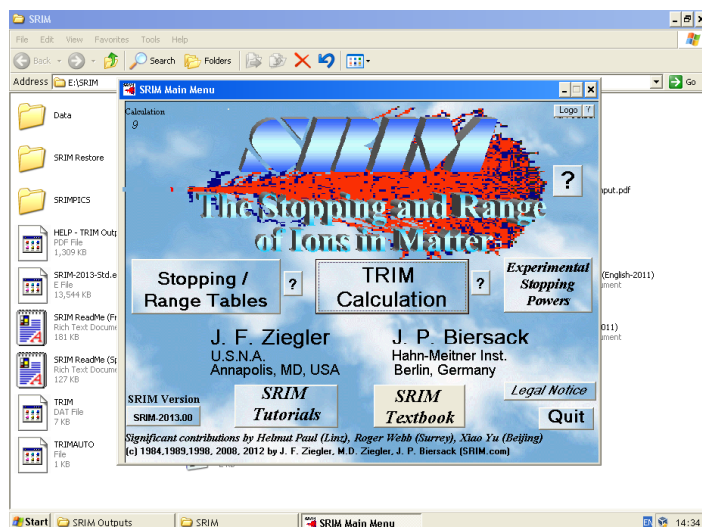 SRIM
File Edit View Favorites Tools Help
Back Search Folders
Address E:\SRIM Go
Data
SRIM Restore
SRIMPICS
HELP - TRIM Outp
PDF File
1,309 KB
SRIM-2013-Std.e
E File
13,544 KB
SRIM ReadMe (Fr
Rich Text Docume
181 KB
SRIM ReadMe (Sp
Rich Text Docume
127 KB
TRIM
DAT File
7 KB
TRIMAUTO
File
1 KB
put.pdf
(English-2011)
ument
011)
ument
SRIM Main Menu
Calculation
9
Logo ?
SRIM
?
The Stopping and Range
of Ions in Matter
Stopping /
Range Tables
?
TRIM
Calculation
?
Experimental
Stopping
Powers
J. F. Ziegler
U.S.N.A.
Annapolis, MD, USA
J. P. Biersack
Hahn-Meitner Inst.
Berlin, Germany
SRIM Version
SRIM-2013.00
SRIM
Tutorials
SRIM
Textbook
Legal Notice
Quit
Significant contributions by Helmut Paul (Linz), Roger Webb (Surrey), Xiao Yu (Beijing)
(c) 1984,1989,1998, 2008, 2012 by J. F. Ziegler, M.D. Ziegler, J. P. Biersack (SRIM.com)
Start SRIM Outputs SRIM SRIM Main Menu EN 14:34